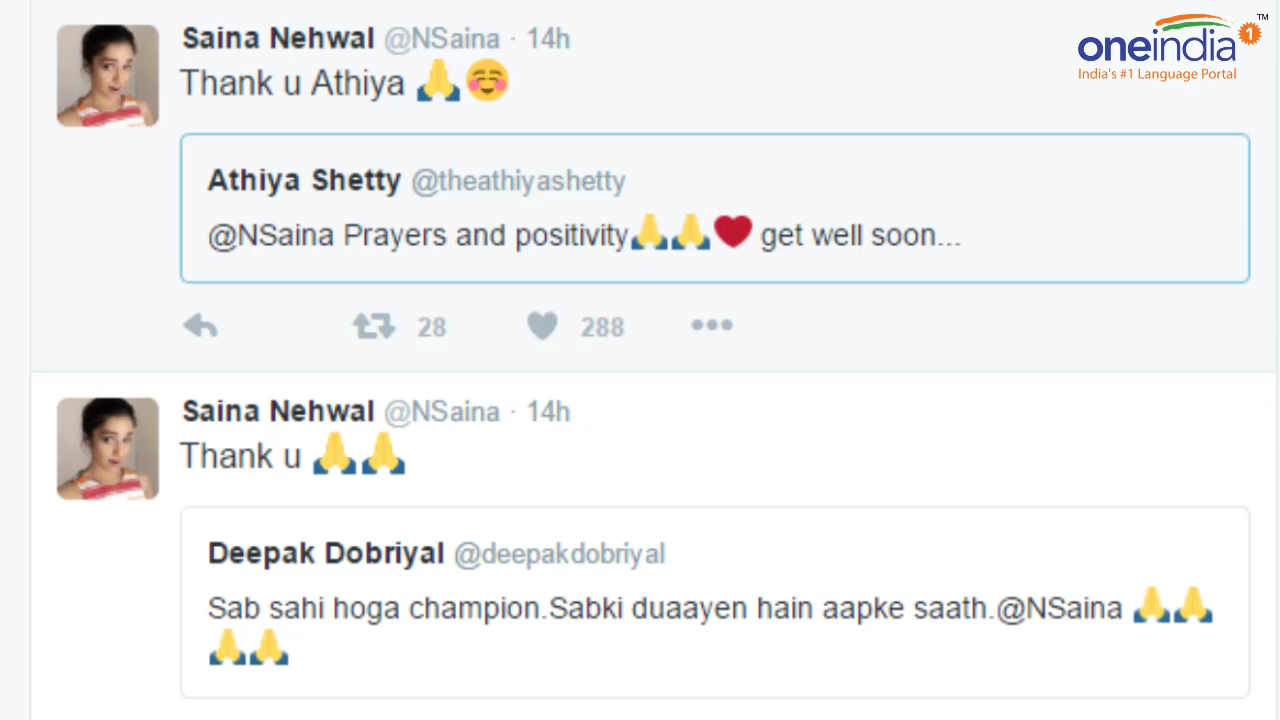 oneindia 1 ™
India's #1 Language Portal
Saina Nehwal @NSaina · 14h
Thank u Athiya 🙏☺️
Athiya Shetty @theathiyashetty
@NSaina Prayers and positivity🙏🙏❤️ get well soon...
28 288 •••
Saina Nehwal @NSaina · 14h
Thank u 🙏🙏
Deepak Dobriyal @deepakdobriyal
Sab sahi hoga champion.Sabki duaayen hain aapke saath.@NSaina 🙏🙏
🙏🙏